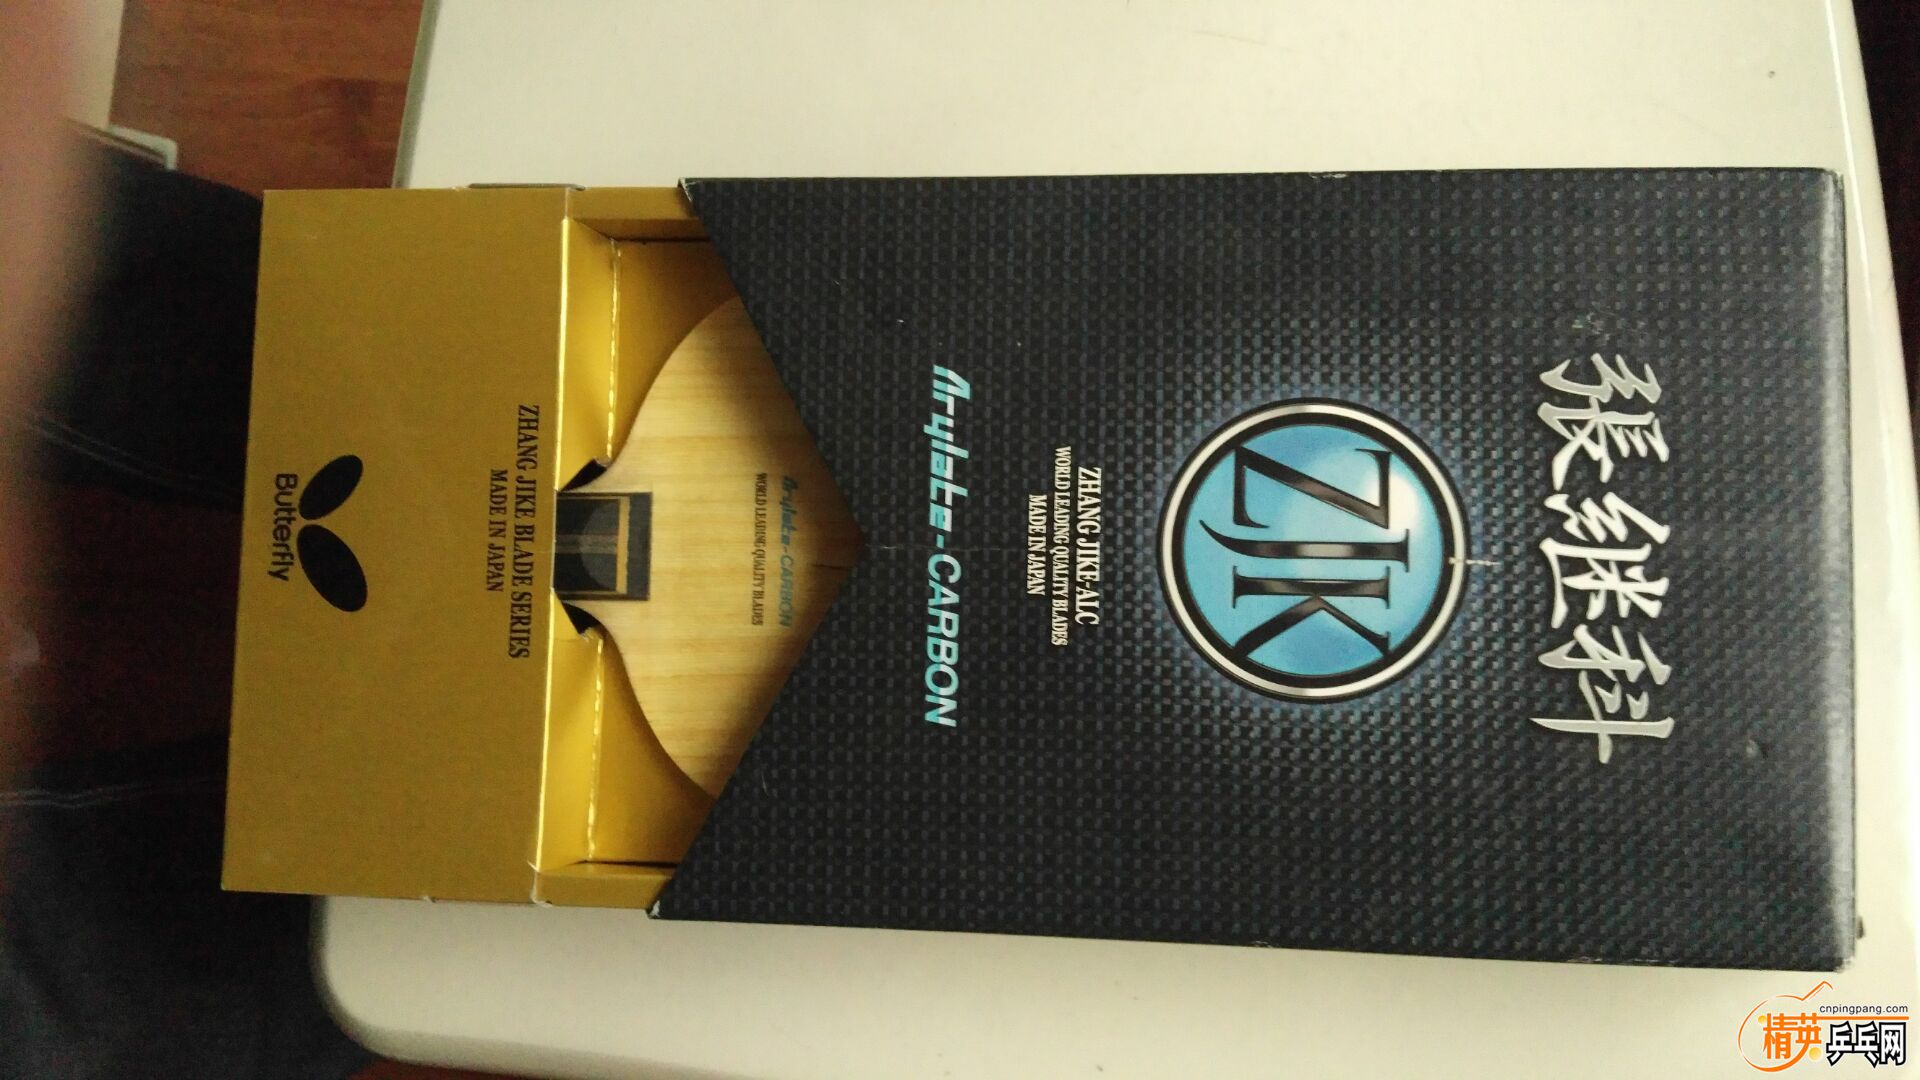 張継科
ZJK
ZHANG JIKE-ALC
WORLD LEADING QUALITY BLADES
MADE IN JAPAN
Arylate-CARBON
Arylate-CARBON
WORLD LEADING QUALITY BLADES
ZHANG JIKE BLADE SERIES
MADE IN JAPAN
Butterfly
cnpingpang.com
精英乒乓网